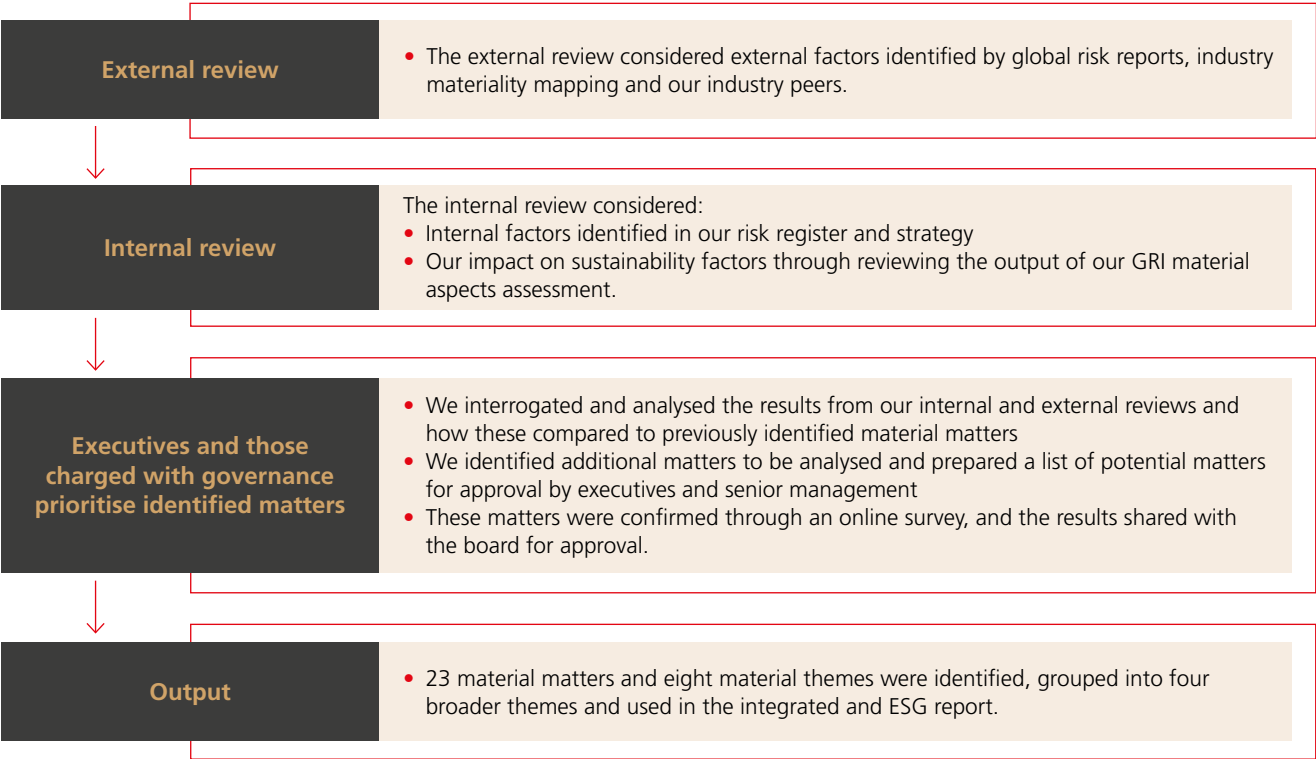 External review
• The external review considered external factors identified by global risk reports, industry
materiality mapping and our industry peers.
Internal review
The internal review considered:
• Internal factors identified in our risk register and strategy
• Our impact on sustainability factors through reviewing the output of our GRI material
aspects assessment.
Executives and those
charged with governance
prioritise identified matters
• We interrogated and analysed the results from our internal and external reviews and
how these compared to previously identified material matters
• We identified additional matters to be analysed and prepared a list of potential matters
for approval by executives and senior management
• These matters were confirmed through an online survey, and the results shared with
the board for approval.
Output
• 23 material matters and eight material themes were identified, grouped into four
broader themes and used in the integrated and ESG report.